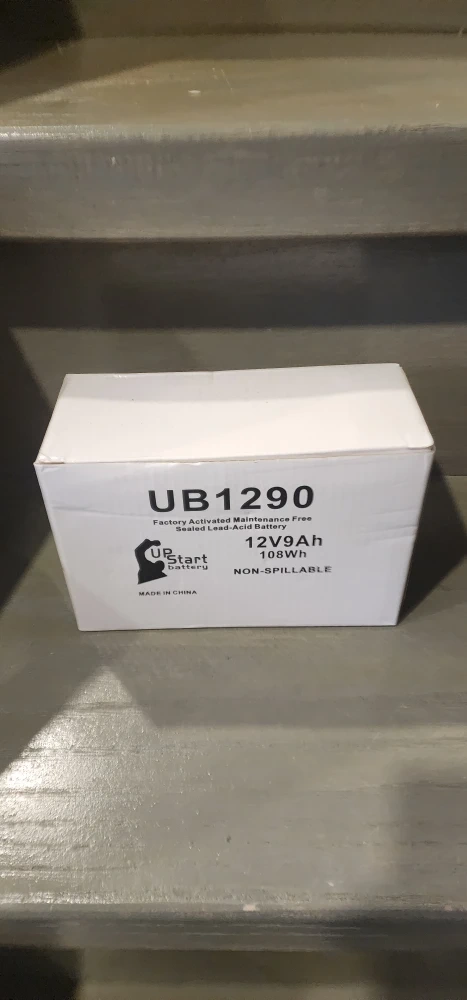 UB1290
Factory Activated Maintenance Free
Sealed Lead-Acid Battery
UP
Start
battery
12V9Ah
108Wh
NON-SPILLABLE
MADE IN CHINA